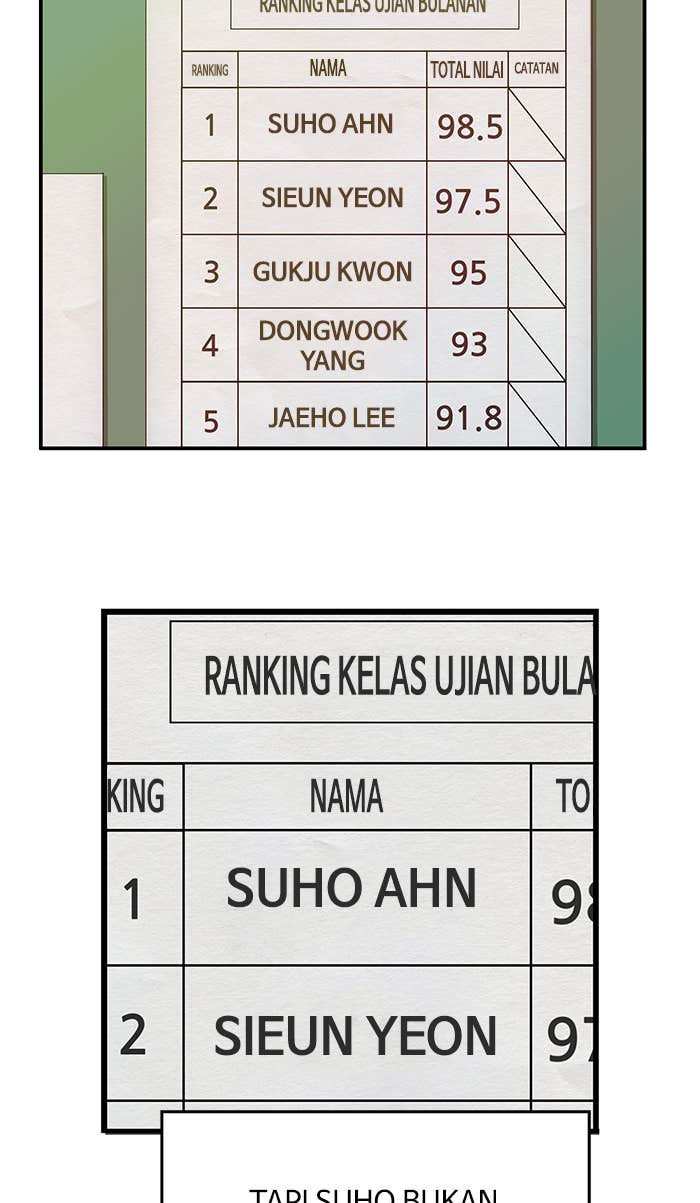 RANKING KELAS UJIAN BULANAN
RANKING NAMA TOTAL NILAI CATATAN
1 SUHO AHN 98.5
2 SIEUN YEON 97.5
3 GUKJU KWON 95
4 DONGWOOK YANG 93
5 JAEHO LEE 91.8
RANKING KELAS UJIAN BULA
KING NAMA TO
1 SUHO AHN 98
2 SIEUN YEON 97
TAPI SUHO BUKAN